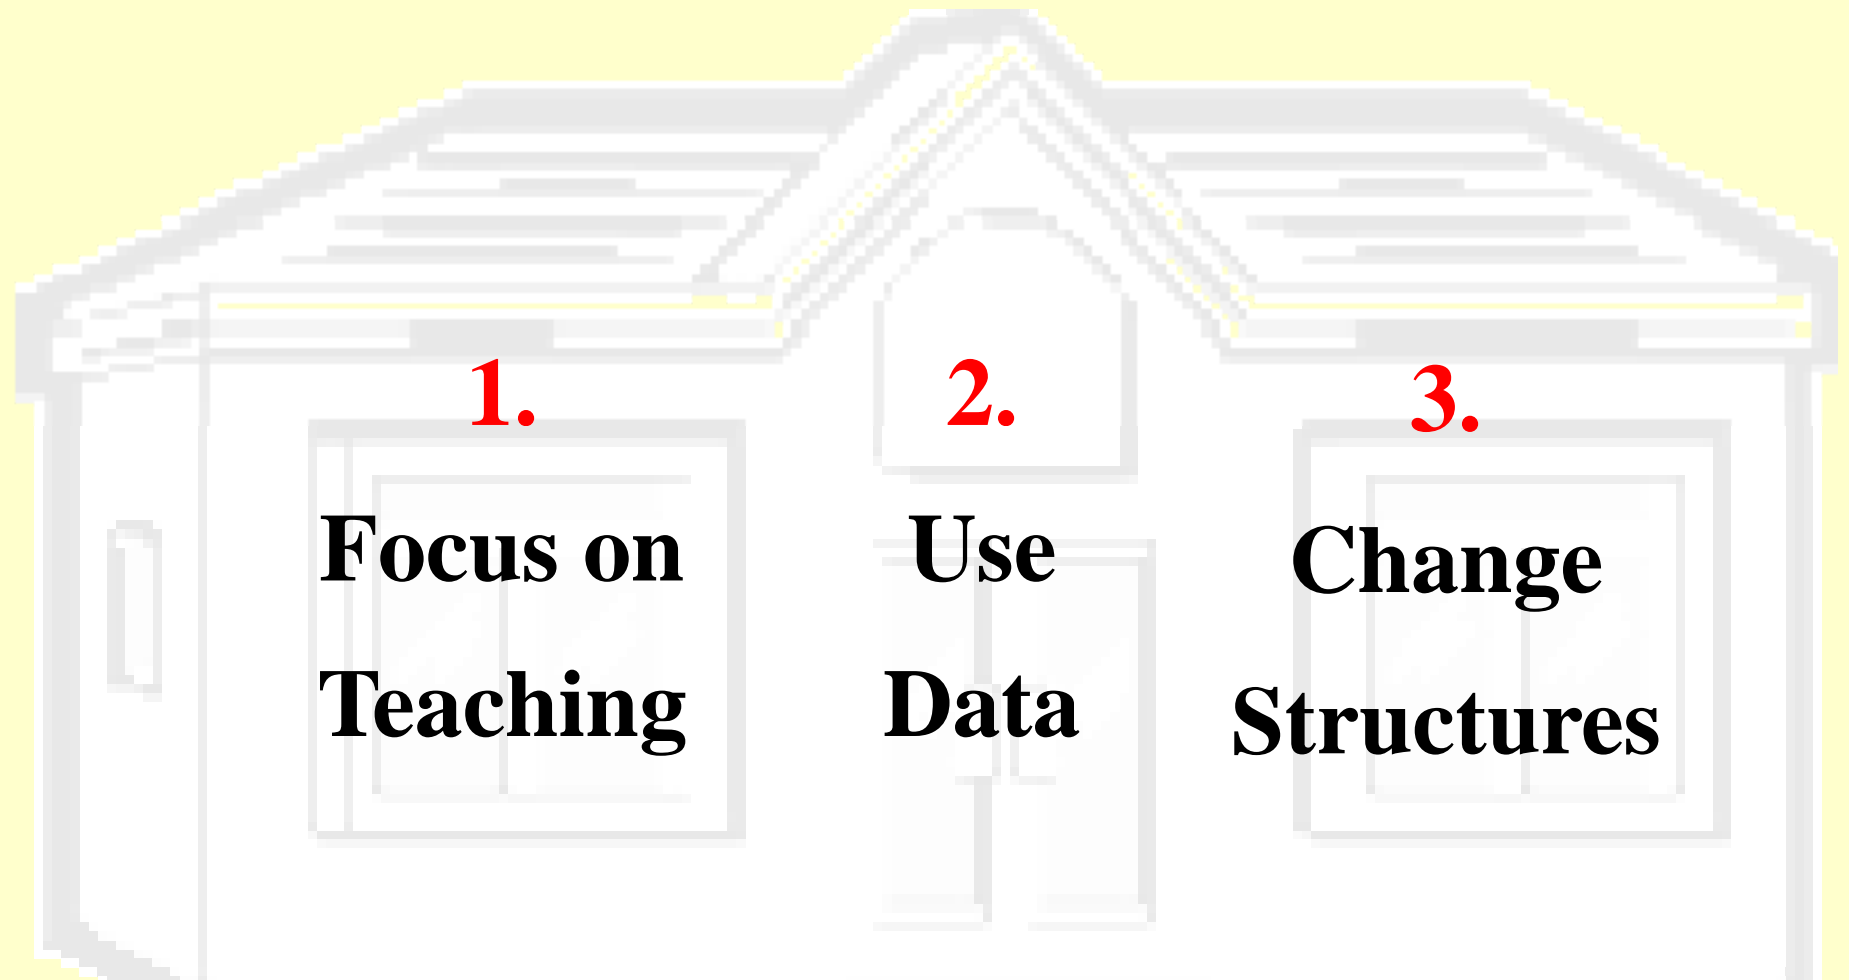 1.
Focus on
Teaching
2.
Use
Data
3.
Change
Structures